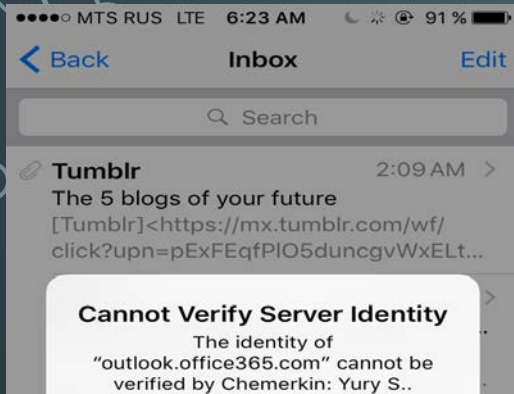 MTS RUS LTE 6:23 AM 91 %
Back Inbox Edit
Search
Tumblr 2:09 AM
The 5 blogs of your future
[Tumblr]<https://mx.tumblr.com/wf/
click?upn=pExFEqfPlO5duncgvWxELt...
Cannot Verify Server Identity
The identity of
"outlook.office365.com" cannot be
verified by Chemerkin: Yury S..